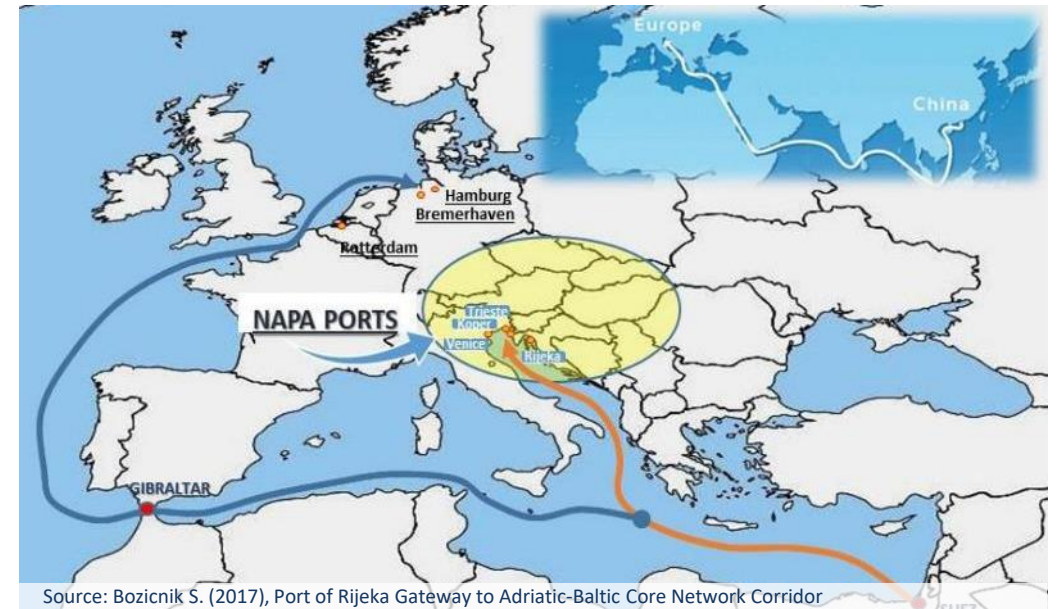 Europe
China
Hamburg
Bremerhaven
Rotterdam
NAPA PORTS
Trieste
Koper
Venice
Rijeka
GIBRALTAR
SUEZ
Source: Bozicnik S. (2017), Port of Rijeka Gateway to Adriatic-Baltic Core Network Corridor